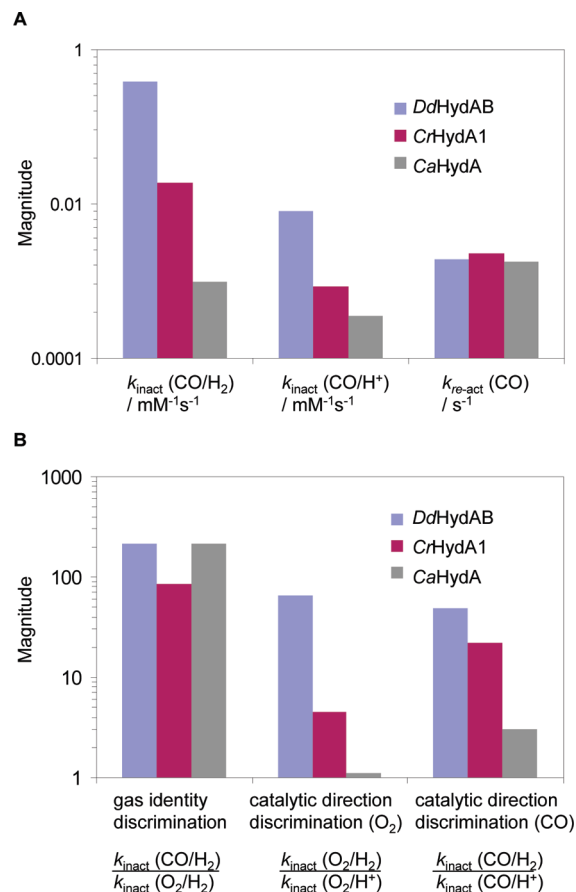 A
1
0.01
0.0001
Magnitude
DdHydAB
CrHydA1
CaHydA
kinact (CO/H2)
/ mM-1s-1
kinact (CO/H+)
/ mM-1s-1
kre-act (CO)
/ s-1
B
1000
100
10
1
Magnitude
DdHydAB
CrHydA1
CaHydA
gas identity
discrimination
catalytic direction
discrimination (O2)
catalytic direction
discrimination (CO)
kinact (CO/H2)
kinact (O2/H2)
kinact (O2/H2)
kinact (O2/H+)
kinact (CO/H2)
kinact (CO/H+)